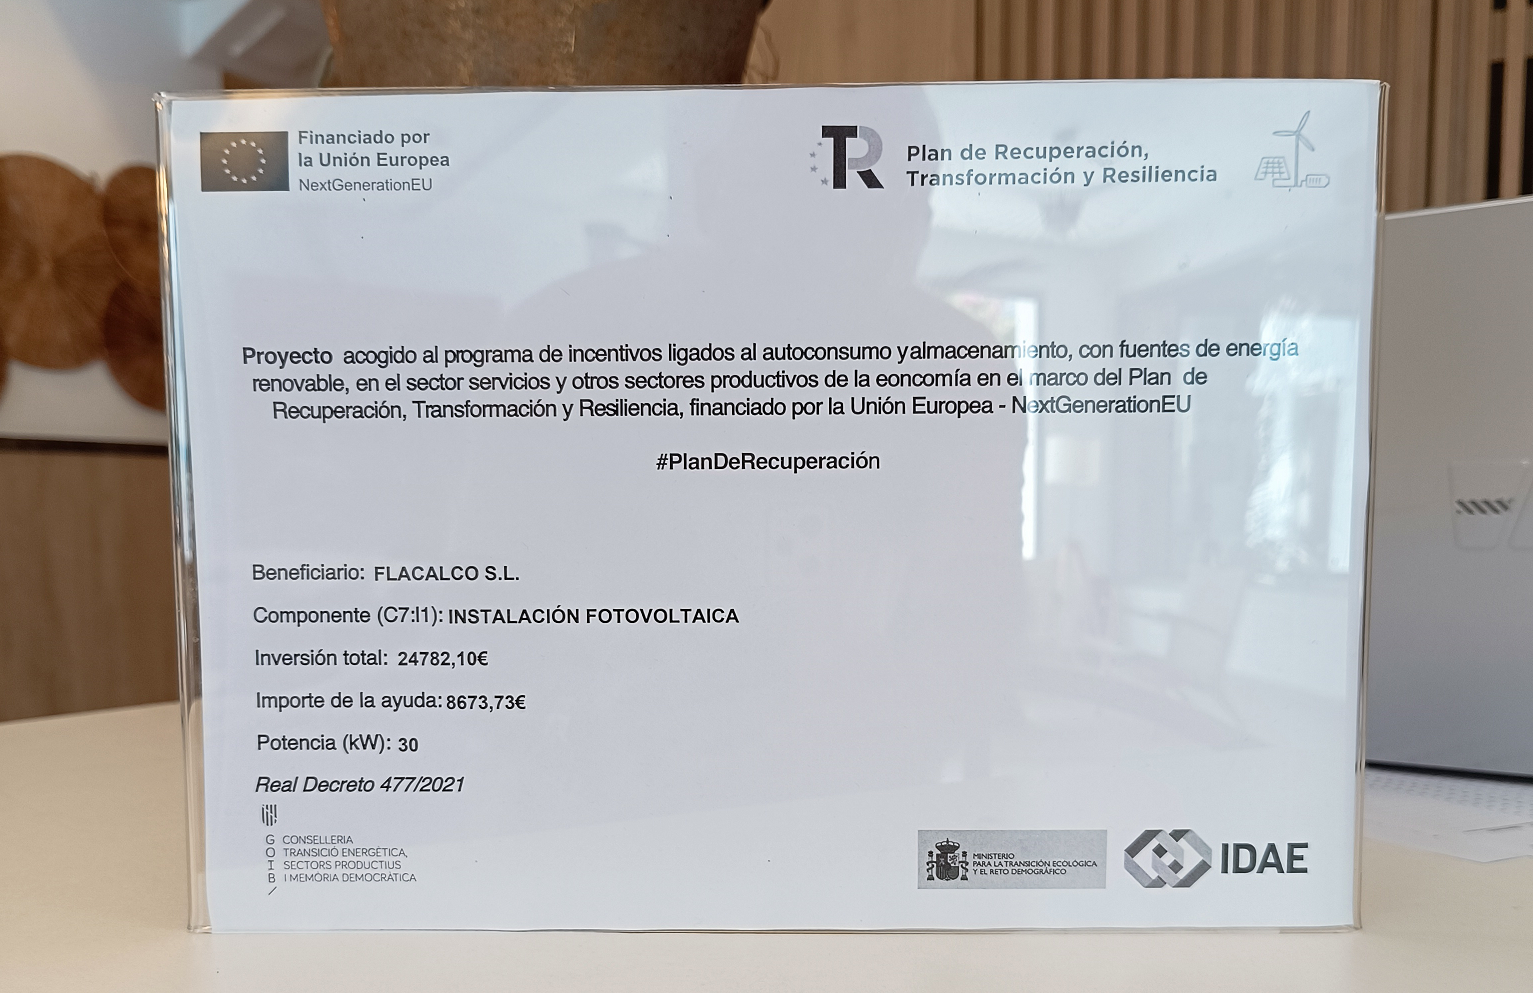 Financiado por
la Unión Europea
NextGenerationEU
TR
Plan de Recuperación,
Transformación y Resiliencia
Proyecto acogido al programa de incentivos ligados al autoconsumo yalmacenamiento, con fuentes de energía
renovable, en el sector servicios y otros sectores productivos de la eoncomía en el marco del Plan de
Recuperación, Transformación y Resiliencia, financiado por la Unión Europea - NextGenerationEU
#PlanDeRecuperación
Beneficiario: FLACALCO S.L.
Componente (C7:I1): INSTALACIÓN FOTOVOLTAICA
Inversión total: 24782,10€
Importe de la ayuda: 8673,73€
Potencia (kW): 30
Real Decreto 477/2021
G CONSELLERIA
O TRANSICIÓ ENERGÈTICA,
I SECTORS PRODUCTIUS
B I MEMÒRIA DEMOCRÀTICA
/
MINISTERIO
PARA LA TRANSICIÓN ECOLÓGICA
Y EL RETO DEMOGRÁFICO
IDAE